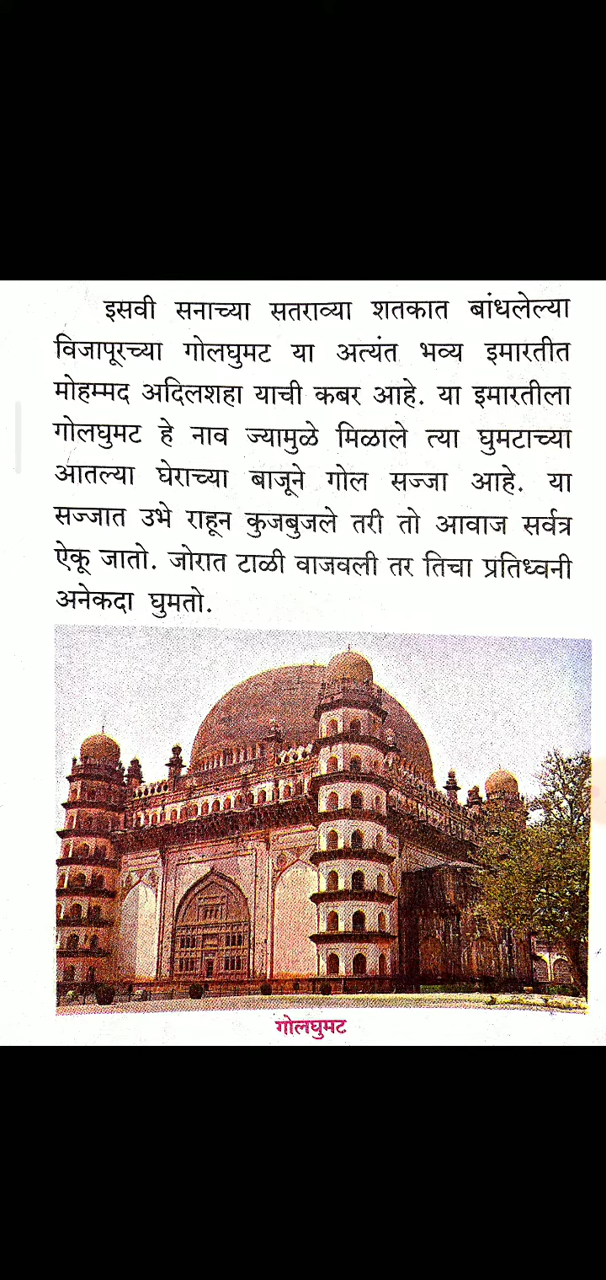 इसवी सनाच्या सतराव्या शतकात बांधलेल्या
विजापूरच्या गोलघुमट या अत्यंत भव्य इमारतीत
मोहम्मद अदिलशहा याची कबर आहे. या इमारतीला
गोलघुमट हे नाव ज्यामुळे मिळाले त्या घुमटाच्या
आतल्या घेराच्या बाजूने गोल सज्जा आहे. या
सज्जात उभे राहून कुजबुजले तरी तो आवाज सर्वत्र
ऐकू जातो. जोरात टाळी वाजवली तर तिचा प्रतिध्वनी
अनेकदा घुमतो.
गोलघुमट